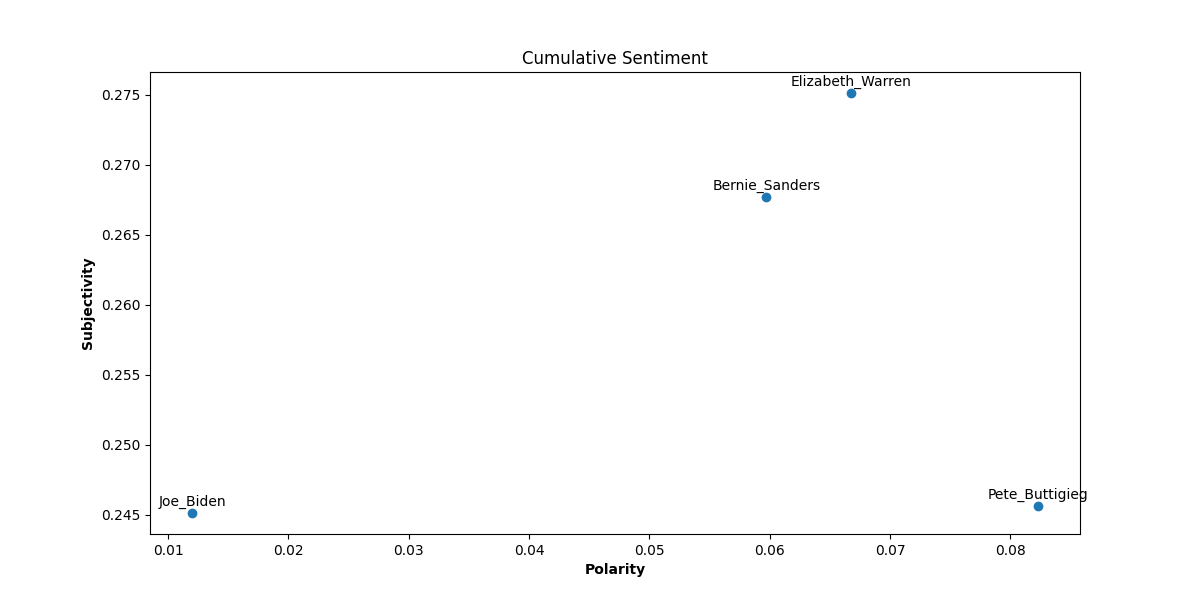 Cumulative Sentiment
Elizabeth_Warren
0.275
0.270
Bernie_Sanders
0.265
0.260
Subjectivity
0.255
0.250
Joe_Biden
Pete_Buttigieg
0.245
0.01 0.02 0.03 0.04 0.05 0.06 0.07 0.08
Polarity